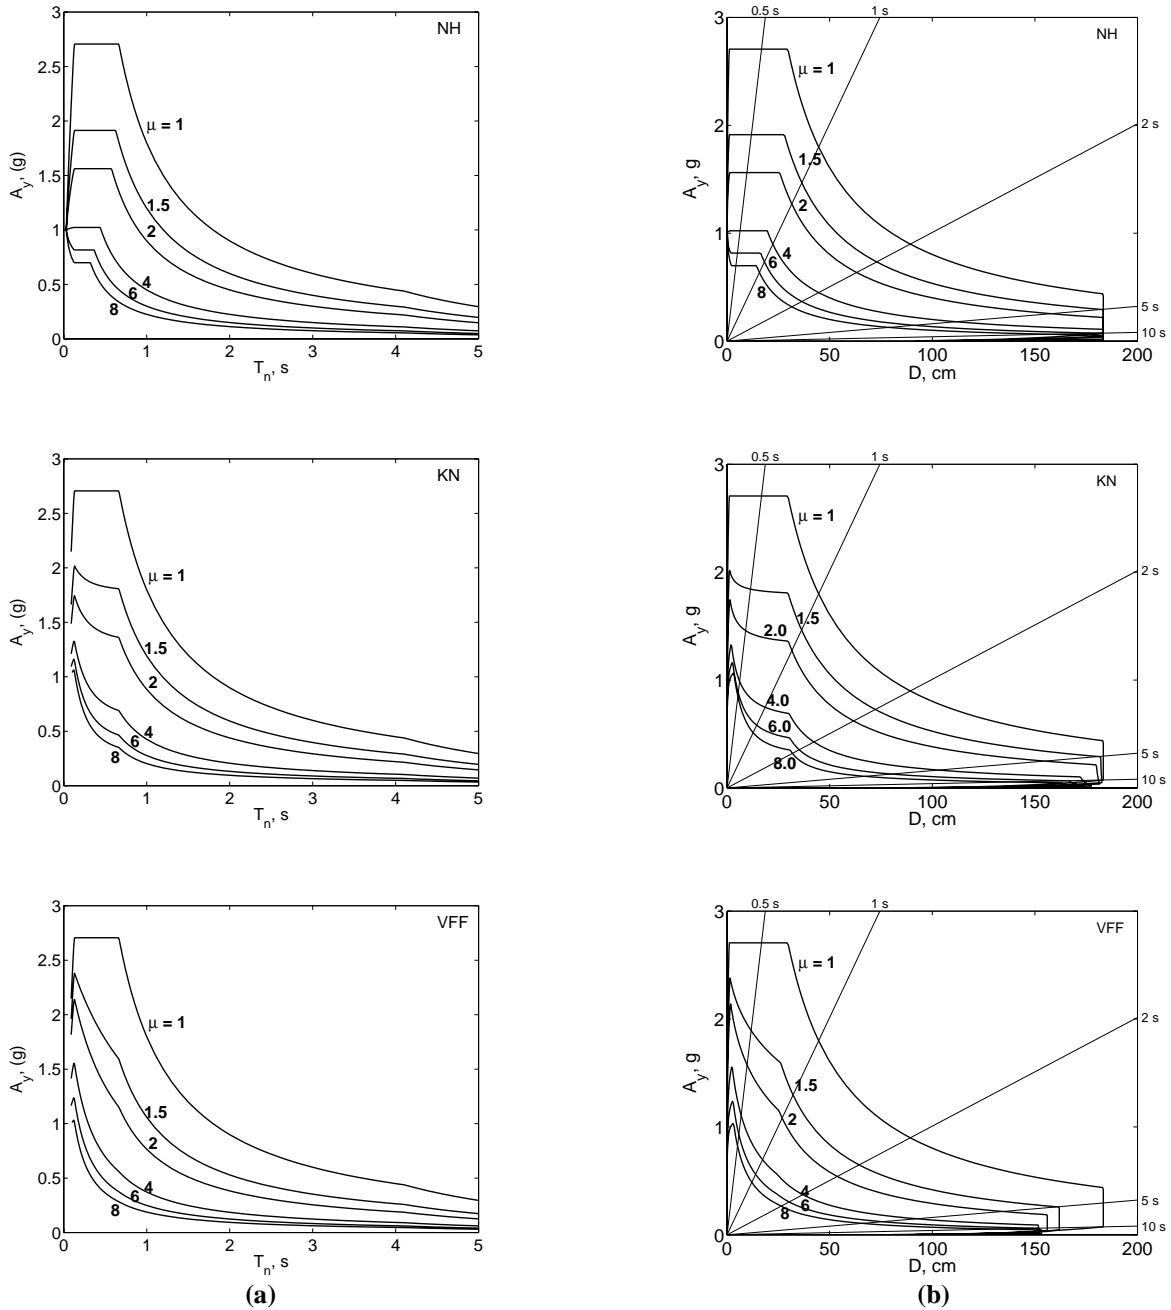 NH
3
2.5
2
1.5
1
0.5
0
A_y, (g)
μ = 1
1.5
2
4
6
8
0 1 2 3 4 5
T_n, s
0.5 s 1 s
NH
3
2
1
0
A_y, g
μ = 1
1.5
2
4
6
8
2 s
5 s
10 s
0 50 100 150 200
D, cm
KN
3
2.5
2
1.5
1
0.5
0
A_y, (g)
μ = 1
1.5
2
4
6
8
0 1 2 3 4 5
T_n, s
0.5 s 1 s
KN
3
2
1
0
A_y, g
μ = 1
1.5
2.0
4.0
6.0
8.0
2 s
5 s
10 s
0 50 100 150 200
D, cm
VFF
3
2.5
2
1.5
1
0.5
0
A_y, (g)
μ = 1
1.5
2
4
6
8
0 1 2 3 4 5
T_n, s
(a)
0.5 s 1 s
VFF
3
2
1
0
A_y, g
μ = 1
1.5
2
4
6
8
2 s
5 s
10 s
0 50 100 150 200
D, cm
(b)